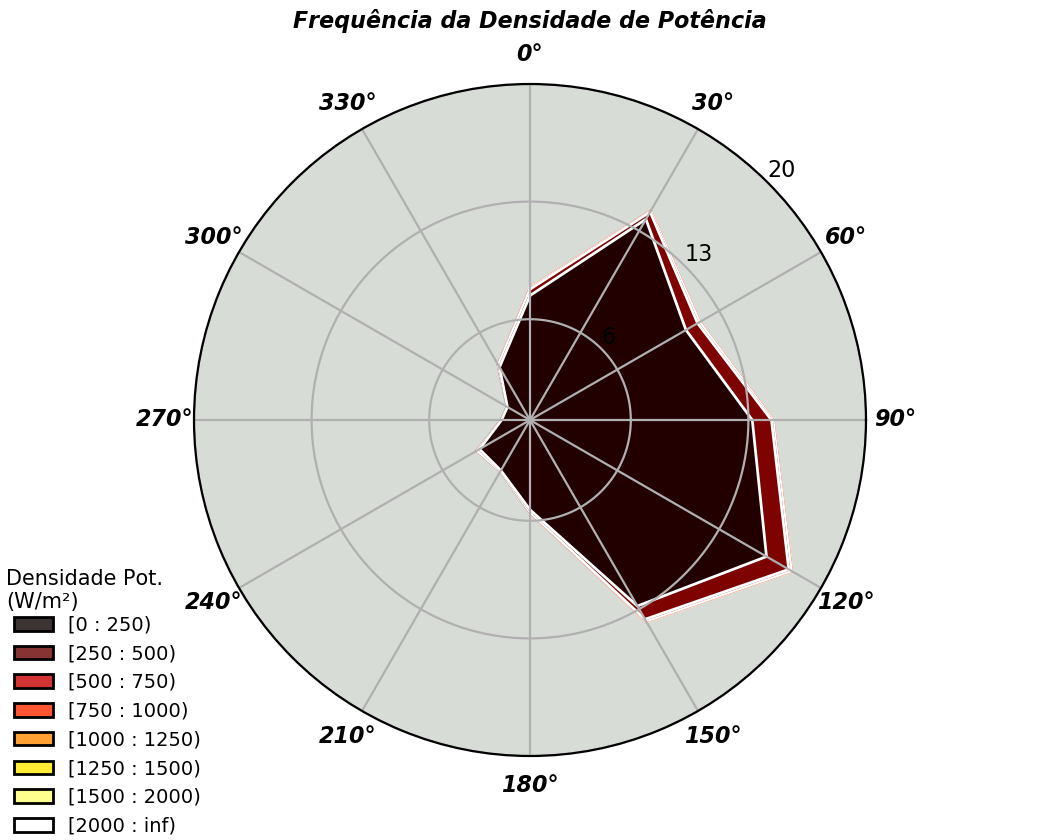 Frequência da Densidade de Potência
0°
330°
30°
20
300°
60°
13
6
270°
90°
Densidade Pot.
(W/m²)
240°
120°
[0 : 250)
[250 : 500)
[500 : 750)
[750 : 1000)
210°
150°
[1000 : 1250)
[1250 : 1500)
180°
[1500 : 2000)
[2000 : inf)